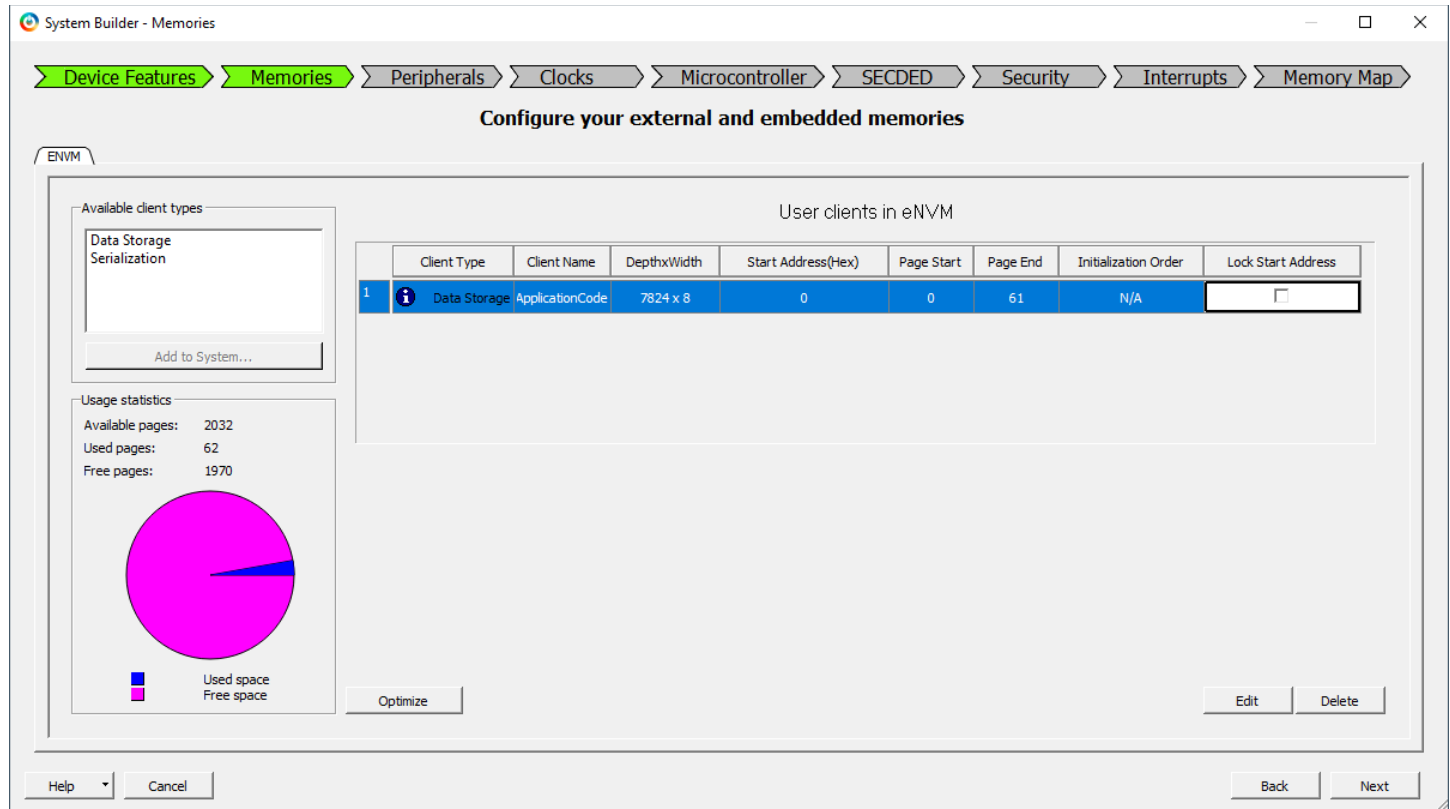 System Builder - Memories
Device Features Memories Peripherals Clocks Microcontroller SECDED Security Interrupts Memory Map
Configure your external and embedded memories
ENVM
Available client types
Data Storage
Serialization
Add to System...
Usage statistics
Available pages: 2032
Used pages: 62
Free pages: 1970
Used space
Free space
User clients in eNVM
Client Type Client Name DepthxWidth Start Address(Hex) Page Start Page End Initialization Order Lock Start Address
1 Data Storage ApplicationCode 7824 x 8 0 0 61 N/A
Optimize Edit Delete
Help Cancel Back Next